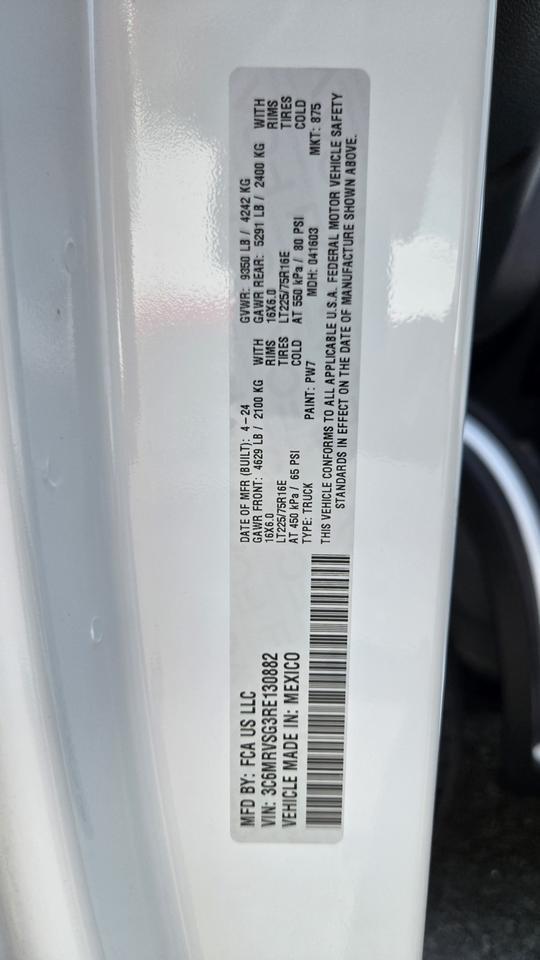 MFD BY: FCA US LLC
VIN: 3C6MRVSG3RE130882
VEHICLE MADE IN: MEXICO
DATE OF MFR (BUILT): 4-24 GVWR: 9350 LB / 4242 KG
GAWR FRONT: 4629 LB / 2100 KG WITH GAWR REAR: 5291 LB / 2400 KG WITH
16X6.0 RIMS 16X6.0 RIMS
LT225/75R16E TIRES LT225/75R16E TIRES
AT 450 kPa / 65 PSI COLD AT 550 kPa / 80 PSI COLD
TYPE: TRUCK PAINT: PW7 MDH: 041603 MKT: 875
THIS VEHICLE CONFORMS TO ALL APPLICABLE U.S.A. FEDERAL MOTOR VEHICLE SAFETY
STANDARDS IN EFFECT ON THE DATE OF MANUFACTURE SHOWN ABOVE.